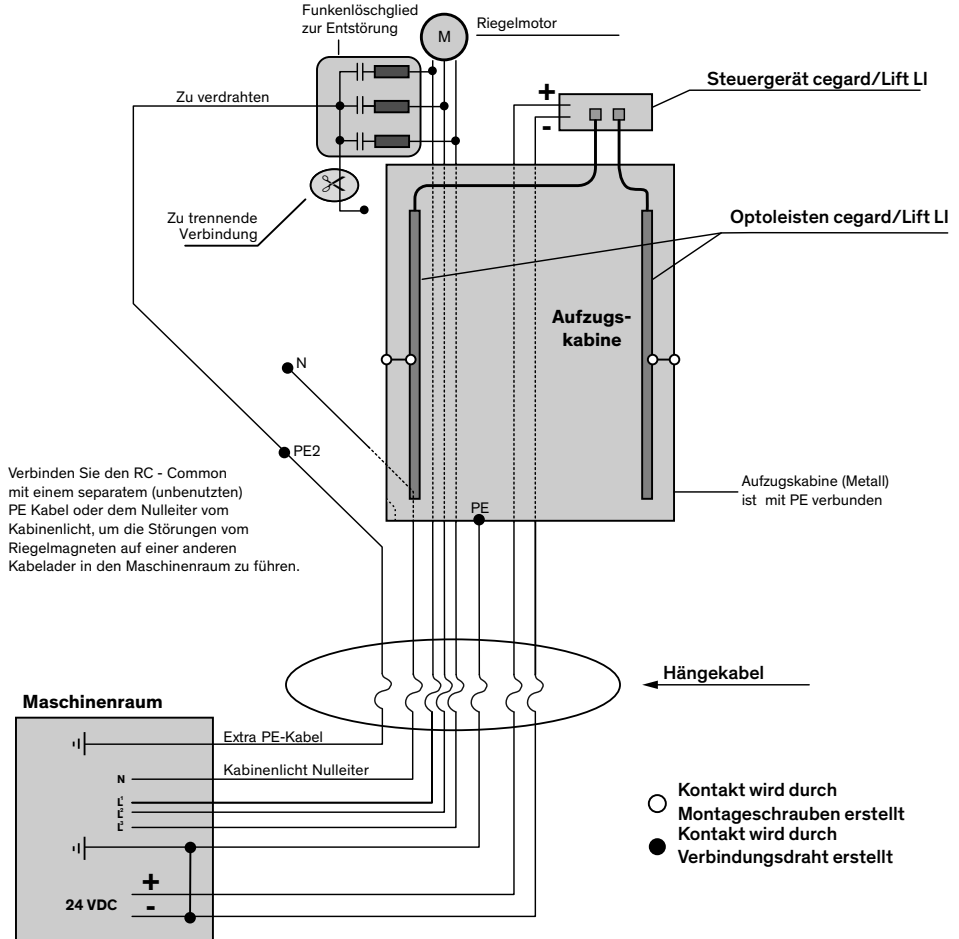 Funkenlöschglied
zur Entstörung
M
Riegelmotor
Zu verdrahten
+
-
Steuergerät cegard/Lift LI
Zu trennende
Verbindung
Optoleisten cegard/Lift LI
Aufzugs-
kabine
N
PE2
Verbinden Sie den RC - Common
mit einem separatem (unbenutzten)
PE Kabel oder dem Nulleiter vom
Kabinenlicht, um die Störungen vom
Riegelmagneten auf einer anderen
Kabelader in den Maschinenraum zu führen.
PE
Aufzugskabine (Metall)
ist mit PE verbunden
Hängekabel
Maschinenraum
Extra PE-Kabel
Kabinenlicht Nulleiter
N
L1
L2
L3
+
24 VDC
-
Kontakt wird durch
Montageschrauben erstellt
Kontakt wird durch
Verbindungsdraht erstellt